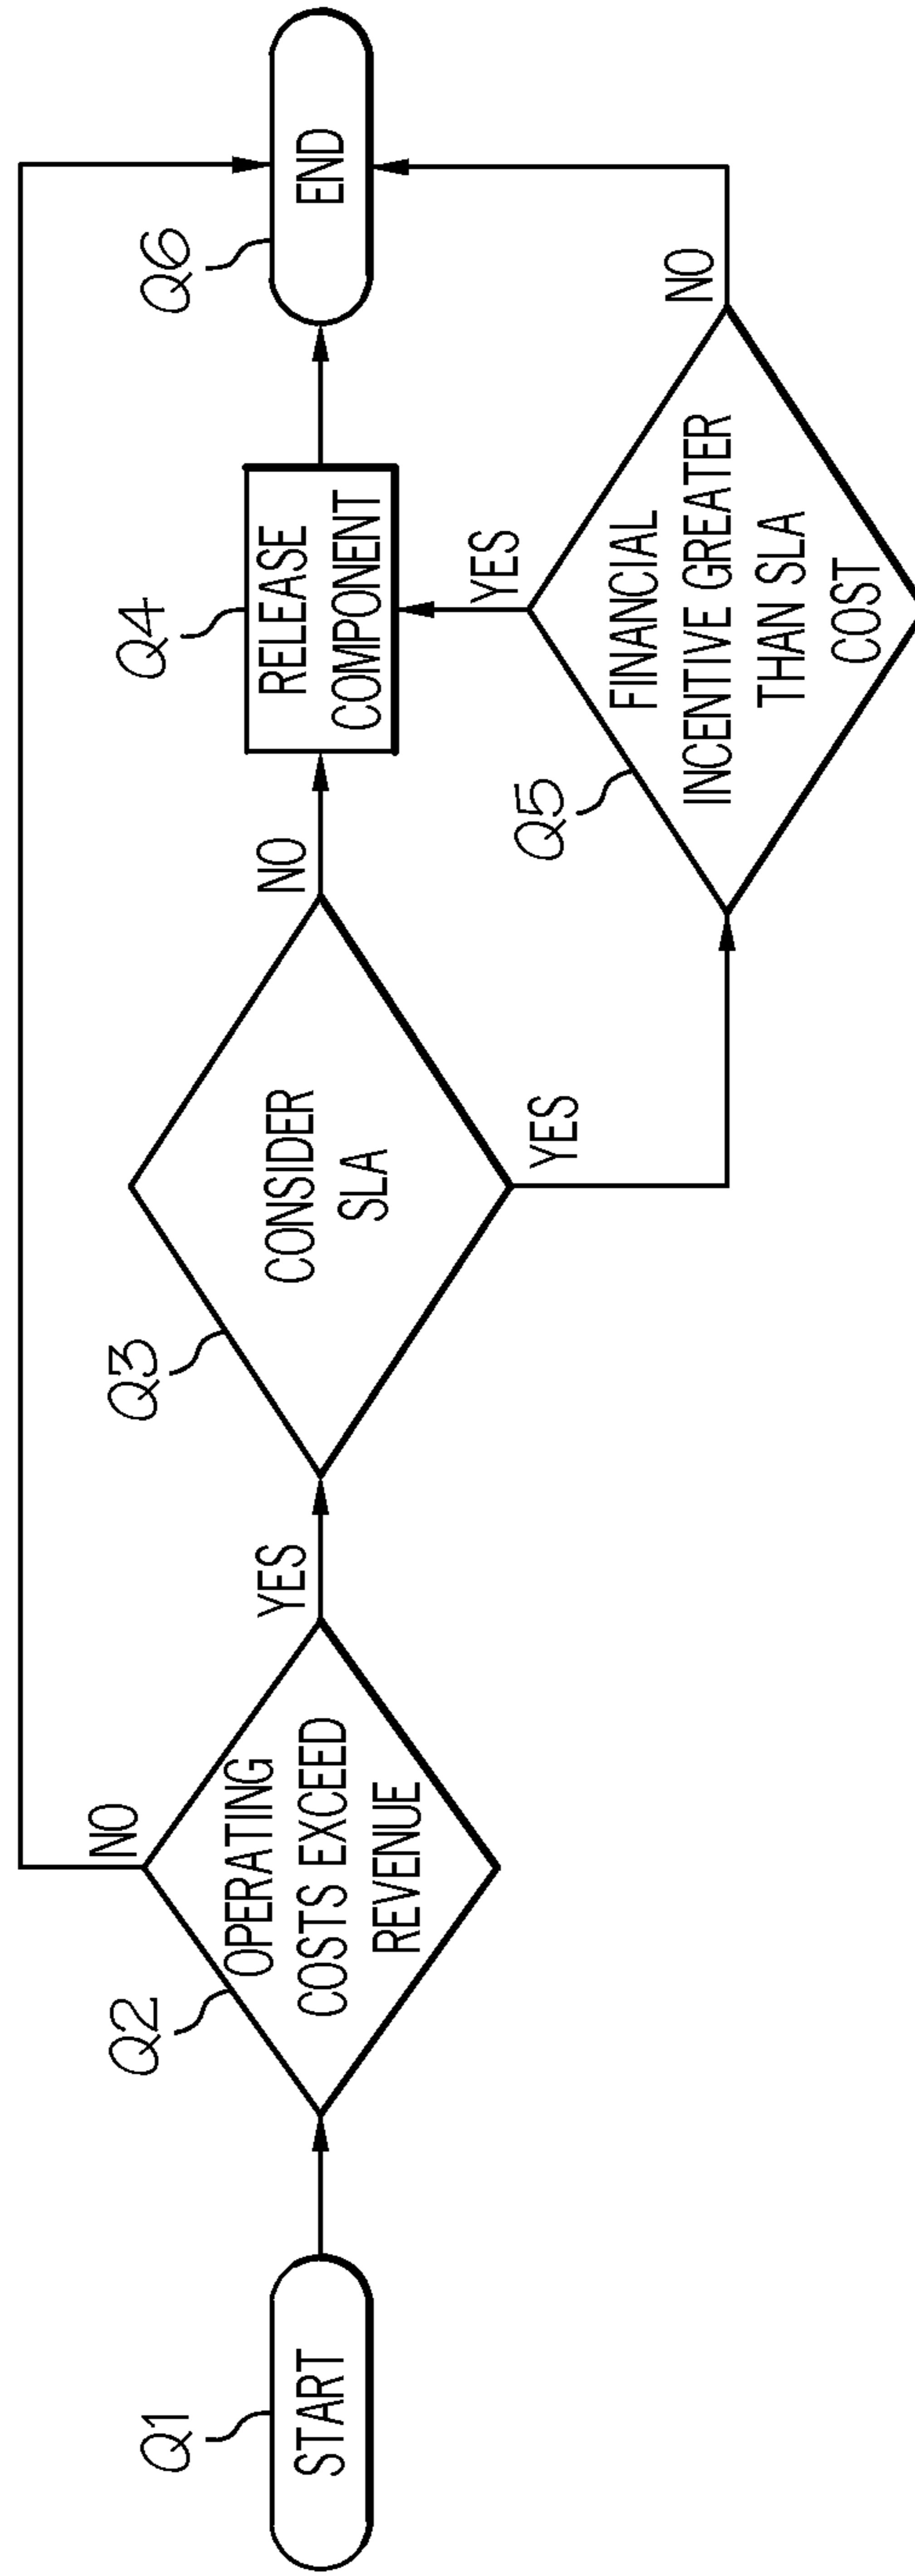 Q1
START
Q2
OPERATING
COSTS EXCEED
REVENUE
NO
YES
Q3
CONSIDER
SLA
NO
YES
Q4
RELEASE
COMPONENT
Q5
FINANCIAL
INCENTIVE GREATER
THAN SLA
COST
YES
NO
Q6
END